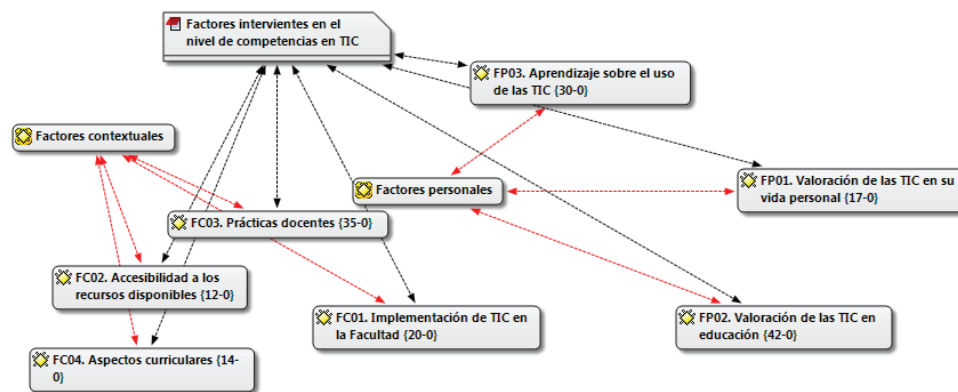 Factores intervientes en el
nivel de competencias en TIC
FP03. Aprendizaje sobre el uso
de las TIC {30-0}
Factores contextuales
Factores personales
FP01. Valoración de las TIC en su
vida personal {17-0}
FC03. Prácticas docentes {35-0}
FC02. Accesibilidad a los
recursos disponibles {12-0}
FC01. Implementación de TIC en
la Facultad {20-0}
FP02. Valoración de las TIC en
educación {42-0}
FC04. Aspectos curriculares {14-
0}